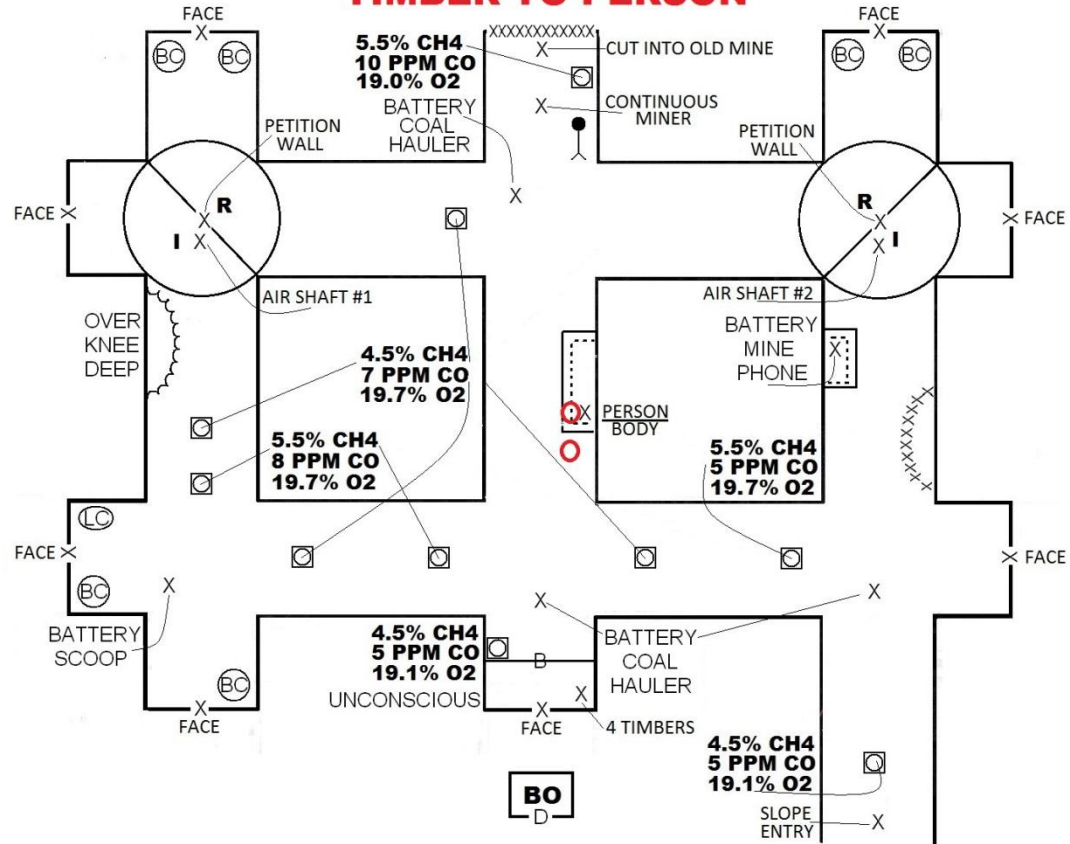 TIMBER TO PERSON
FACE X
BC BC
5.5% CH4
10 PPM CO
19.0% O2
XXXXXXXXXXXX
X CUT INTO OLD MINE
X CONTINUOUS
MINER
BATTERY
COAL
HAULER
X
FACE X
BC BC
PETITION
WALL
PETITION
WALL
FACE X
X R
I X
R X
X I
X FACE
AIR SHAFT #1
AIR SHAFT #2
OVER
KNEE
DEEP
BATTERY
MINE
PHONE
X
4.5% CH4
7 PPM CO
19.7% O2
X PERSON
BODY
XXXXXXXXXX
5.5% CH4
8 PPM CO
19.7% O2
5.5% CH4
5 PPM CO
19.7% O2
LC
FACE X
X FACE
BC
X
BATTERY
SCOOP
X
X
BATTERY
COAL
HAULER
4.5% CH4
5 PPM CO
19.1% O2
UNCONSCIOUS
B
BC
X
FACE
X
FACE
X
4 TIMBERS
4.5% CH4
5 PPM CO
19.1% O2
BO
D
SLOPE
ENTRY
X